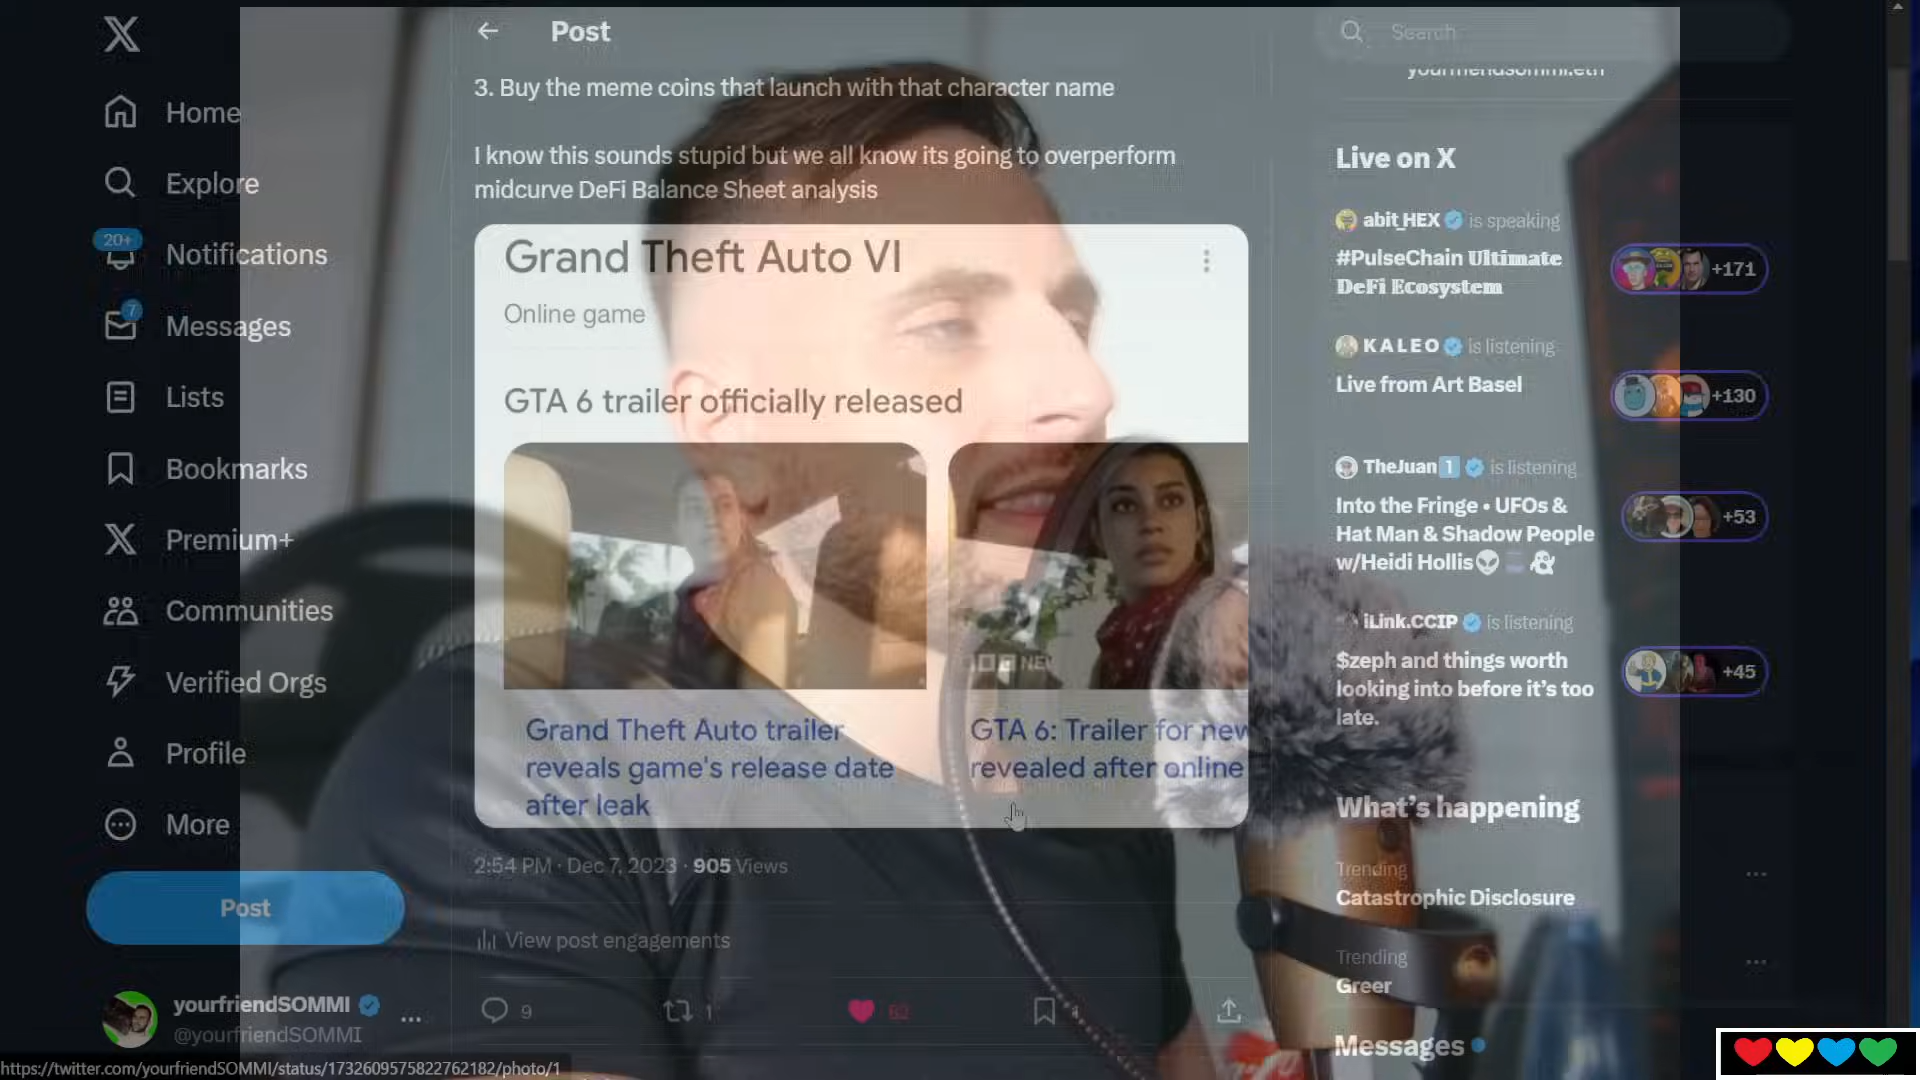 Home
Explore
20+
Notifications
7
Messages
Lists
Bookmarks
Premium+
Communities
Verified Orgs
Profile
More
Post
yourfriendSOMMI
@yourfriendSOMMI
https://twitter.com/yourfriendSOMMI/status/1732609575822762182/photo/1
Post
3. Buy the meme coins that launch with that character name
I know this sounds stupid but we all know its going to overperform
midcurve DeFi Balance Sheet analysis
Grand Theft Auto VI
Online game
GTA 6 trailer officially released
Grand Theft Auto trailer
reveals game's release date
after leak
GTA 6: Trailer for new
revealed after online
2:54 PM · Dec 7, 2023 · 905 Views
View post engagements
9
1
62
Search
yourfriendsommi.eth
Live on X
abit_HEX is speaking
#PulseChain Ultimate
DeFi Ecosystem
+171
KALEO is listening
Live from Art Basel
+130
TheJuan 1 is listening
Into the Fringe • UFOs &
Hat Man & Shadow People
w/Heidi Hollis
+53
iLink.CCIP is listening
$zeph and things worth
looking into before it's too
late.
+45
What's happening
Trending
Catastrophic Disclosure
Trending
Greer
Messages